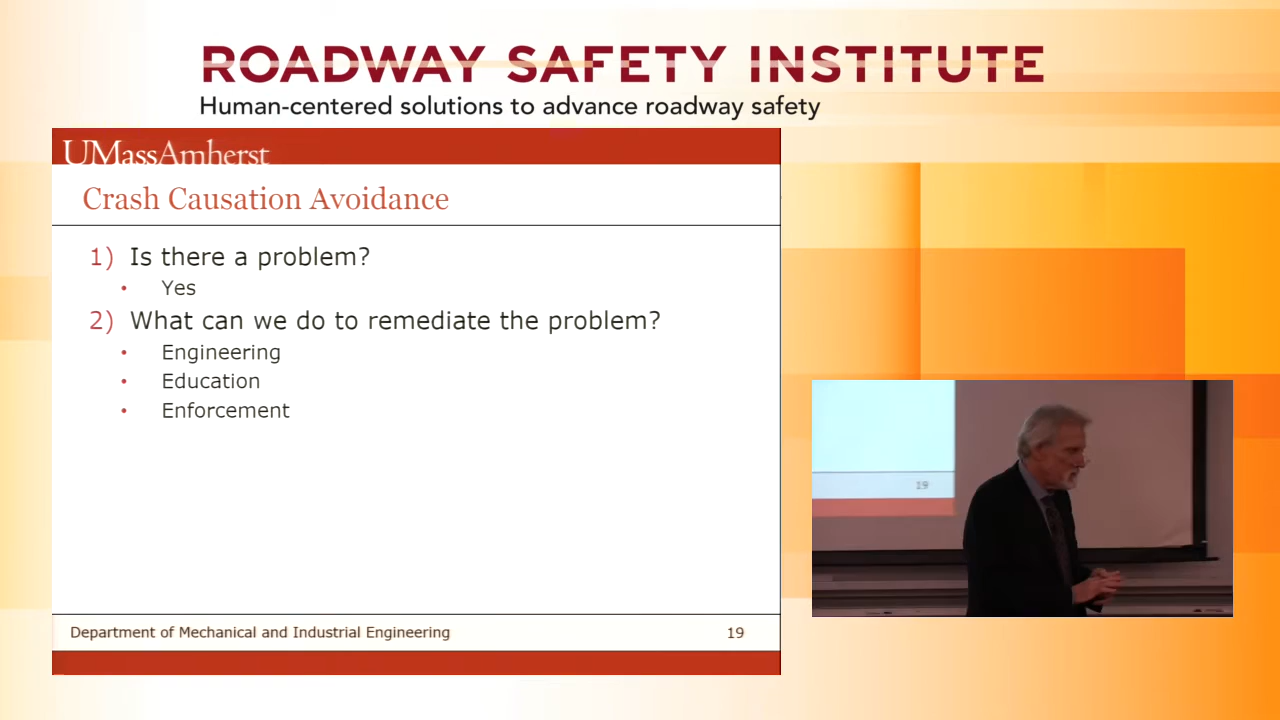 ROADWAY SAFETY INSTITUTE
Human-centered solutions to advance roadway safety
UMassAmherst
Crash Causation Avoidance
1) Is there a problem?
• Yes
2) What can we do to remediate the problem?
• Engineering
• Education
• Enforcement
Department of Mechanical and Industrial Engineering 19
19